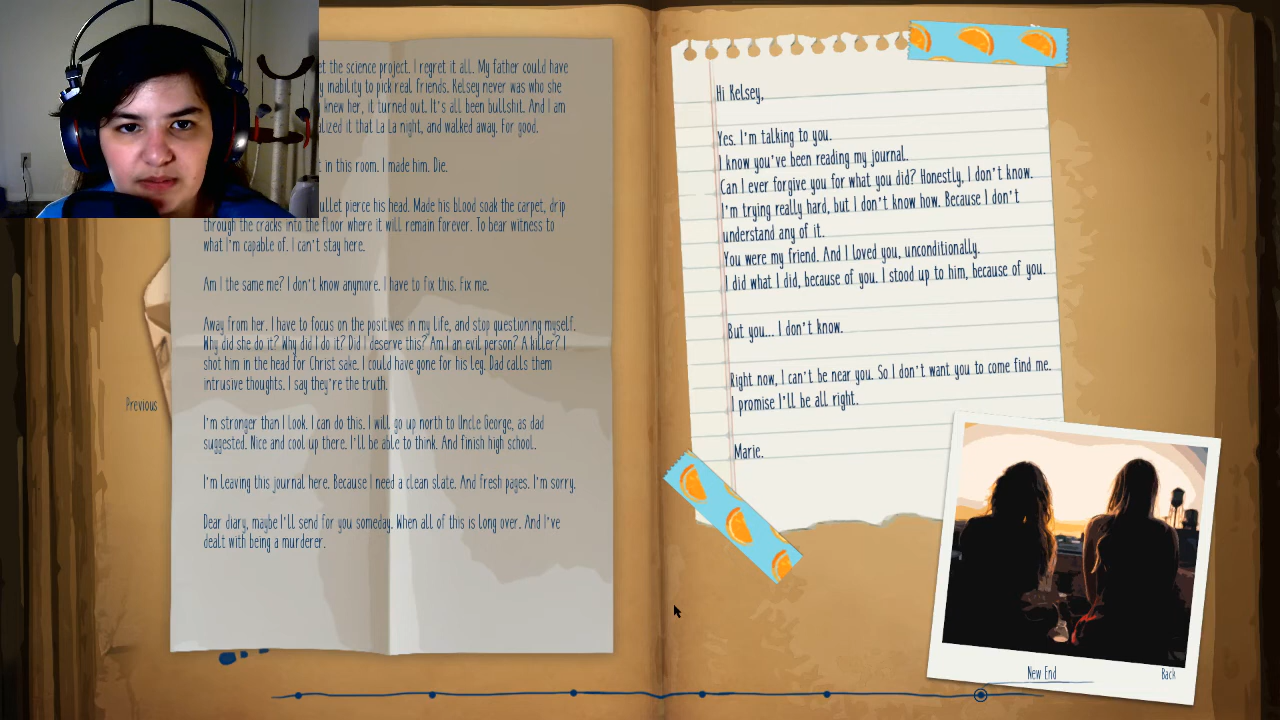 t the science project. I regret it all. My father could have
y inability to pick real friends. Kelsey never was who she
knew her, it turned out. It's all been bullshit. And I am
alized it that La La night, and walked away. For good.
t in this room. I made him. Die.
ullet pierce his head. Made his blood soak the carpet, drip
through the cracks into the floor where it will remain forever. To bear witness to
what I'm capable of. I can't stay here.
Am I the same me? I don't know anymore. I have to fix this. Fix me.
Away from her. I have to focus on the positives in my life, and stop questioning myself.
Why did she do it? Why did I do it? Did I deserve this? Am I an evil person? A killer? I
shot him in the head for Christ sake. I could have gone for his leg. Dad calls them
intrusive thoughts. I say they're the truth.
I'm stronger than I look. I can do this. I will go up north to Uncle George, as dad
suggested. Nice and cool up there. I'll be able to think. And finish high school.
I'm leaving this journal here. Because I need a clean slate. And fresh pages. I'm sorry.
Dear diary, maybe I'll send for you someday. When all of this is long over. And I've
dealt with being a murderer.
Previous
Hi Kelsey,
Yes. I'm talking to you.
I know you've been reading my journal.
Can I ever forgive you for what you did? Honestly, I don't know.
I'm trying really hard, but I don't know how. Because I don't
understand any of it.
You were my friend. And I loved you, unconditionally.
I did what I did, because of you. I stood up to him, because of you.
But you... I don't know.
Right now, I can't be near you. So I don't want you to come find me.
I promise I'll be all right.
Marie.
New End
Back